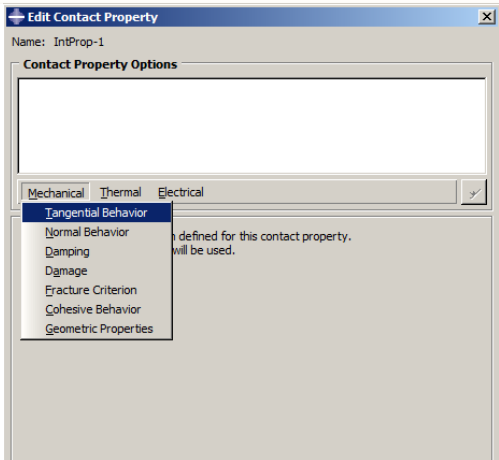 Edit Contact Property
Name: IntProp-1
Contact Property Options
Mechanical Thermal Electrical
Tangential Behavior
Normal Behavior
defined for this contact property.
Damping
will be used.
Damage
Fracture Criterion
Cohesive Behavior
Geometric Properties